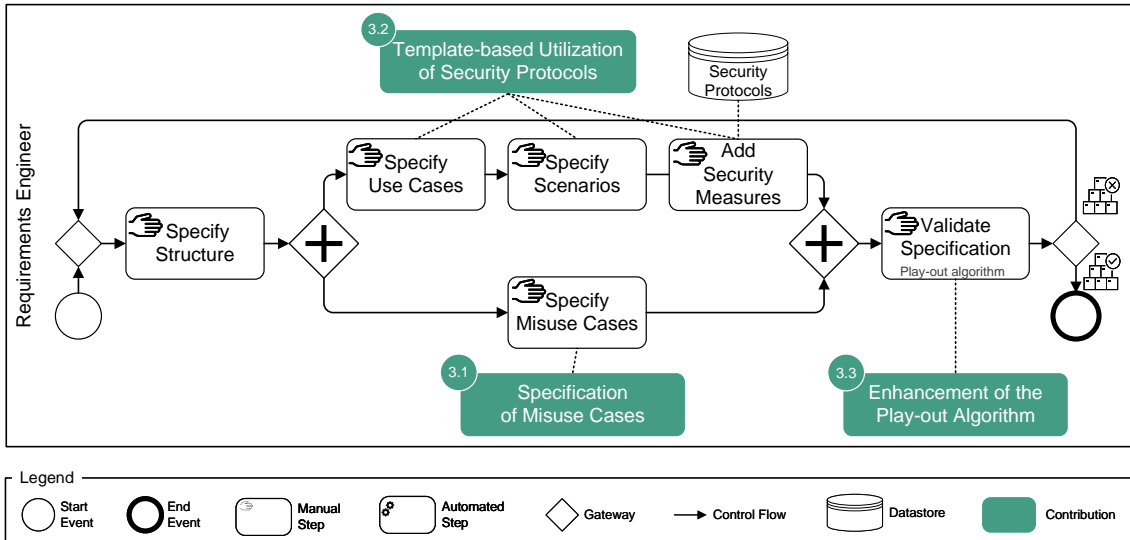 3.2
Template-based Utilization
of Security Protocols
Security
Protocols
Requirements Engineer
Specify
Use Cases
Specify
Scenarios
Add
Security
Measures
Specify
Structure
Validate
Specification
Play-out algorithm
Specify
Misuse Cases
3.1
Specification
of Misuse Cases
3.3
Enhancement of the
Play-out Algorithm
Legend
Start
Event
End
Event
Manual
Step
Automated
Step
Gateway
Control Flow
Datastore
Contribution